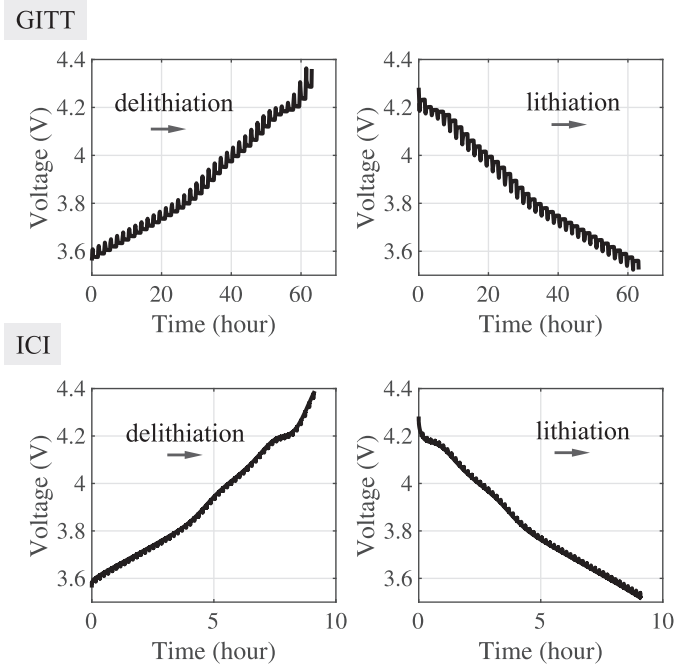 GITT
4.4
4.2
4
3.8
3.6
Voltage (V)
delithiation
0 20 40 60
Time (hour)
4.4
4.2
4
3.8
3.6
Voltage (V)
lithiation
0 20 40 60
Time (hour)
ICI
4.4
4.2
4
3.8
3.6
Voltage (V)
delithiation
0 5 10
Time (hour)
4.4
4.2
4
3.8
3.6
Voltage (V)
lithiation
0 5 10
Time (hour)